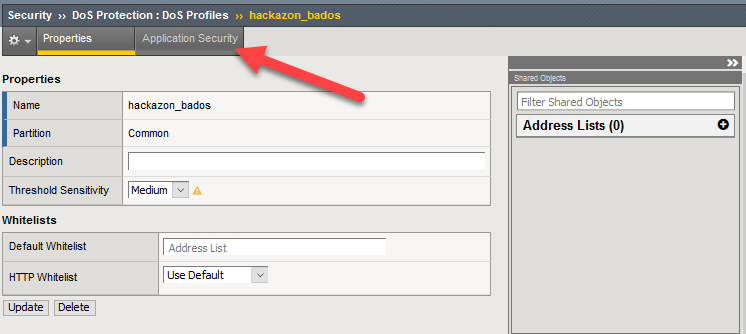 Security ›› DoS Protection : DoS Profiles ›› hackazon_bados
Properties
Application Security
Properties
Name hackazon_bados
Partition Common
Description
Threshold Sensitivity Medium
Whitelists
Default Whitelist Address List
HTTP Whitelist Use Default
Update Delete
»
Shared Objects
Filter Shared Objects
Address Lists (0)